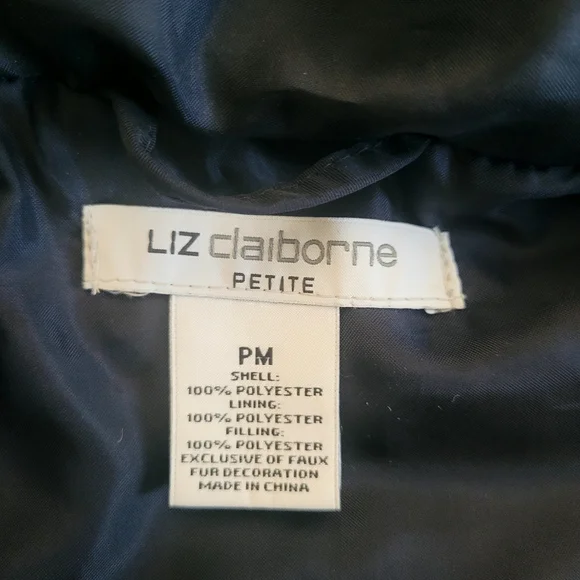 LIZ claiborne
PETITE
PM
SHELL:
100% POLYESTER
LINING:
100% POLYESTER
FILLING:
100% POLYESTER
EXCLUSIVE OF FAUX
FUR DECORATION
MADE IN CHINA